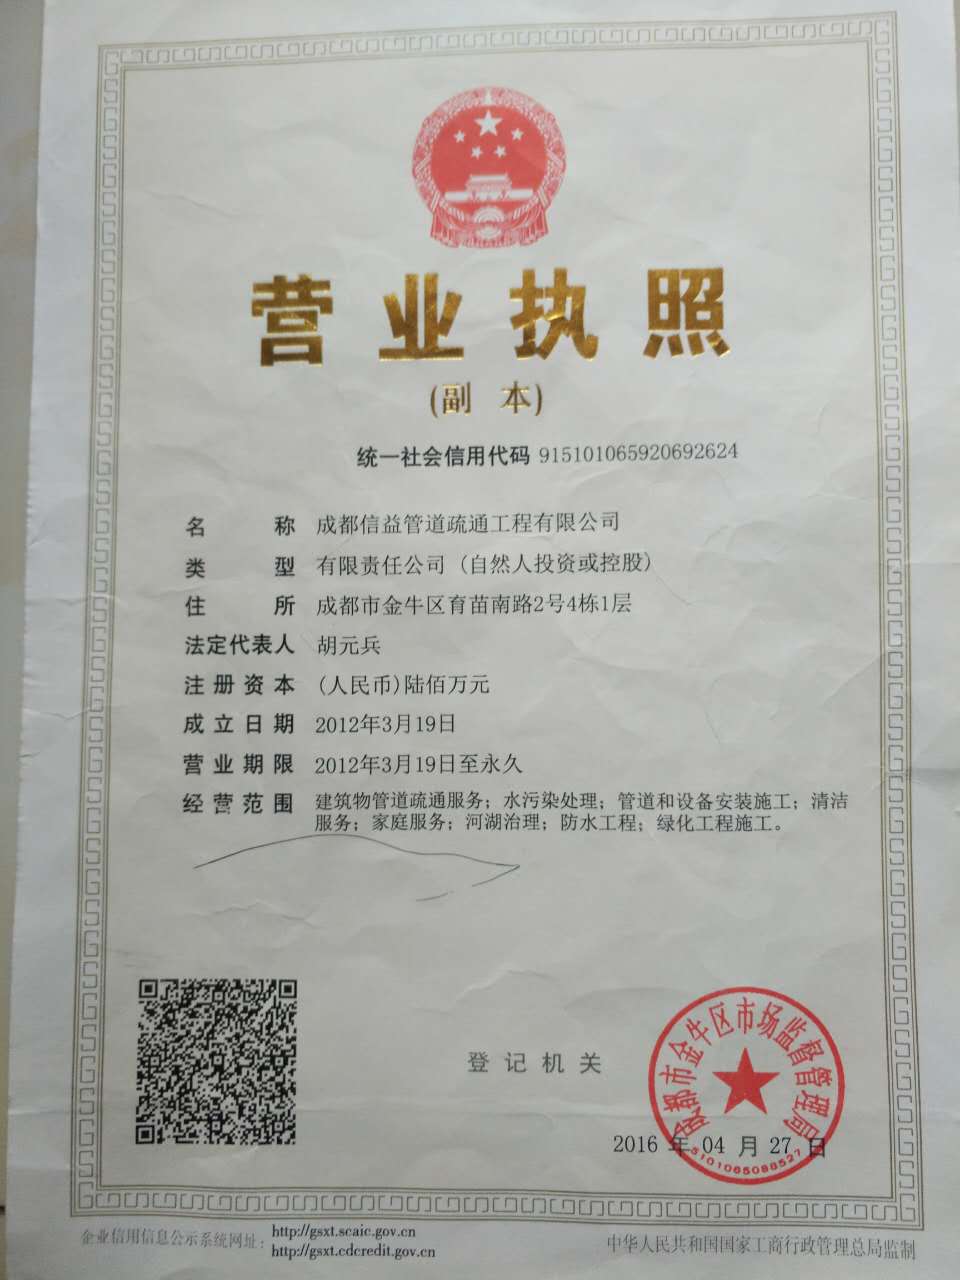 营业执照
(副 本)
统一社会信用代码 915101065920692624
名 称 成都信益管道疏通工程有限公司
类 型 有限责任公司 (自然人投资或控股)
住 所 成都市金牛区育苗南路2号4栋1层
法定代表人 胡元兵
注册资本 (人民币)陆佰万元
成立日期 2012年3月19日
营业期限 2012年3月19日至永久
经营范围 建筑物管道疏通服务；水污染处理；管道和设备安装施工；清洁
服务；家庭服务；河湖治理；防水工程；绿化工程施工。
登记机关
成都市金牛区市场监督管理局
2016 年 04 月 27 日
5101065088527
企业信用信息公示系统网址：http://gsxt.scaic.gov.cn
http://gsxt.cdcredit.gov.cn
中华人民共和国国家工商行政管理总局监制